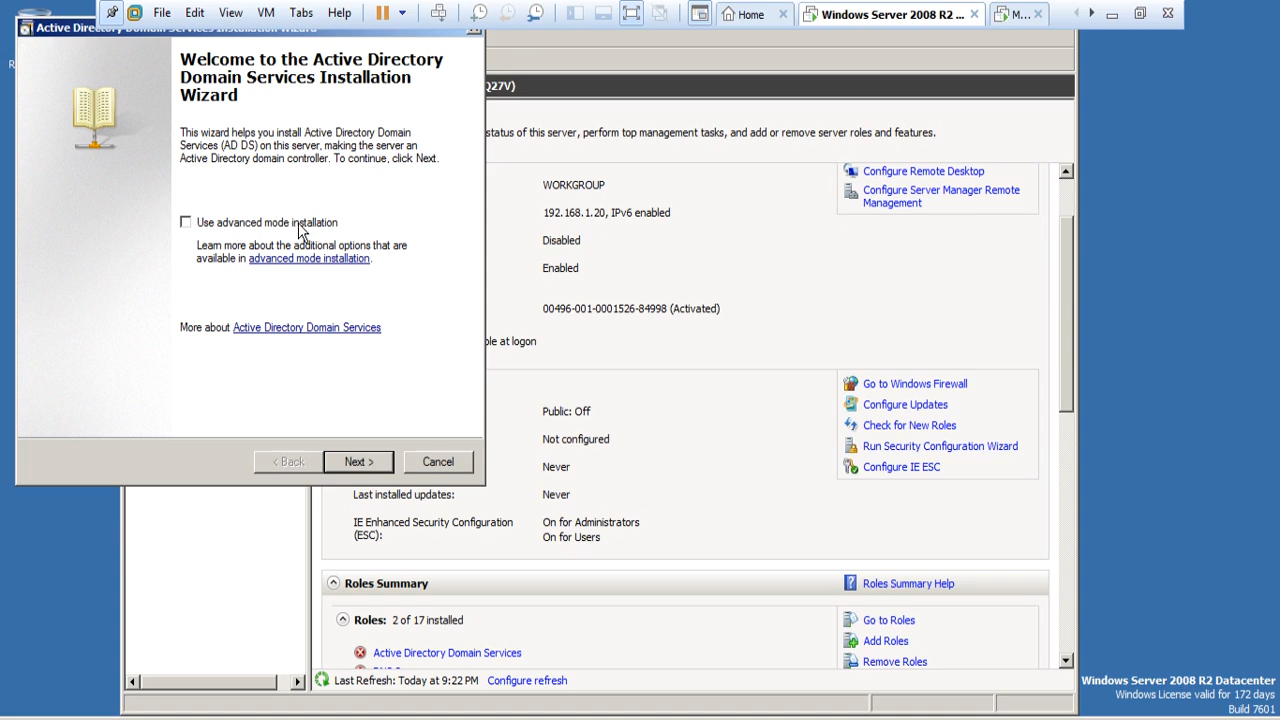 File Edit View VM Tabs Help
Home
Windows Server 2008 R2 ...
M...
Active Directory Domain Services Installation Wizard
Welcome to the Active Directory
Domain Services Installation
Wizard
This wizard helps you install Active Directory Domain
Services (AD DS) on this server, making the server an
Active Directory domain controller. To continue, click Next.
Use advanced mode installation
Learn more about the additional options that are
available in advanced mode installation.
More about Active Directory Domain Services
< Back
Next >
Cancel
Q27V)
status of this server, perform top management tasks, and add or remove server roles and features.
WORKGROUP
192.168.1.20, IPv6 enabled
Disabled
Enabled
00496-001-0001526-84998 (Activated)
ble at logon
Configure Remote Desktop
Configure Server Manager Remote
Management
Public: Off
Not configured
Never
Last installed updates: Never
IE Enhanced Security Configuration
(ESC):
On for Administrators
On for Users
Go to Windows Firewall
Configure Updates
Check for New Roles
Run Security Configuration Wizard
Configure IE ESC
Roles Summary
Roles Summary Help
Roles: 2 of 17 installed
Active Directory Domain Services
Go to Roles
Add Roles
Remove Roles
Last Refresh: Today at 9:22 PM Configure refresh
Windows Server 2008 R2 Datacenter
Windows License valid for 172 days
Build 7601